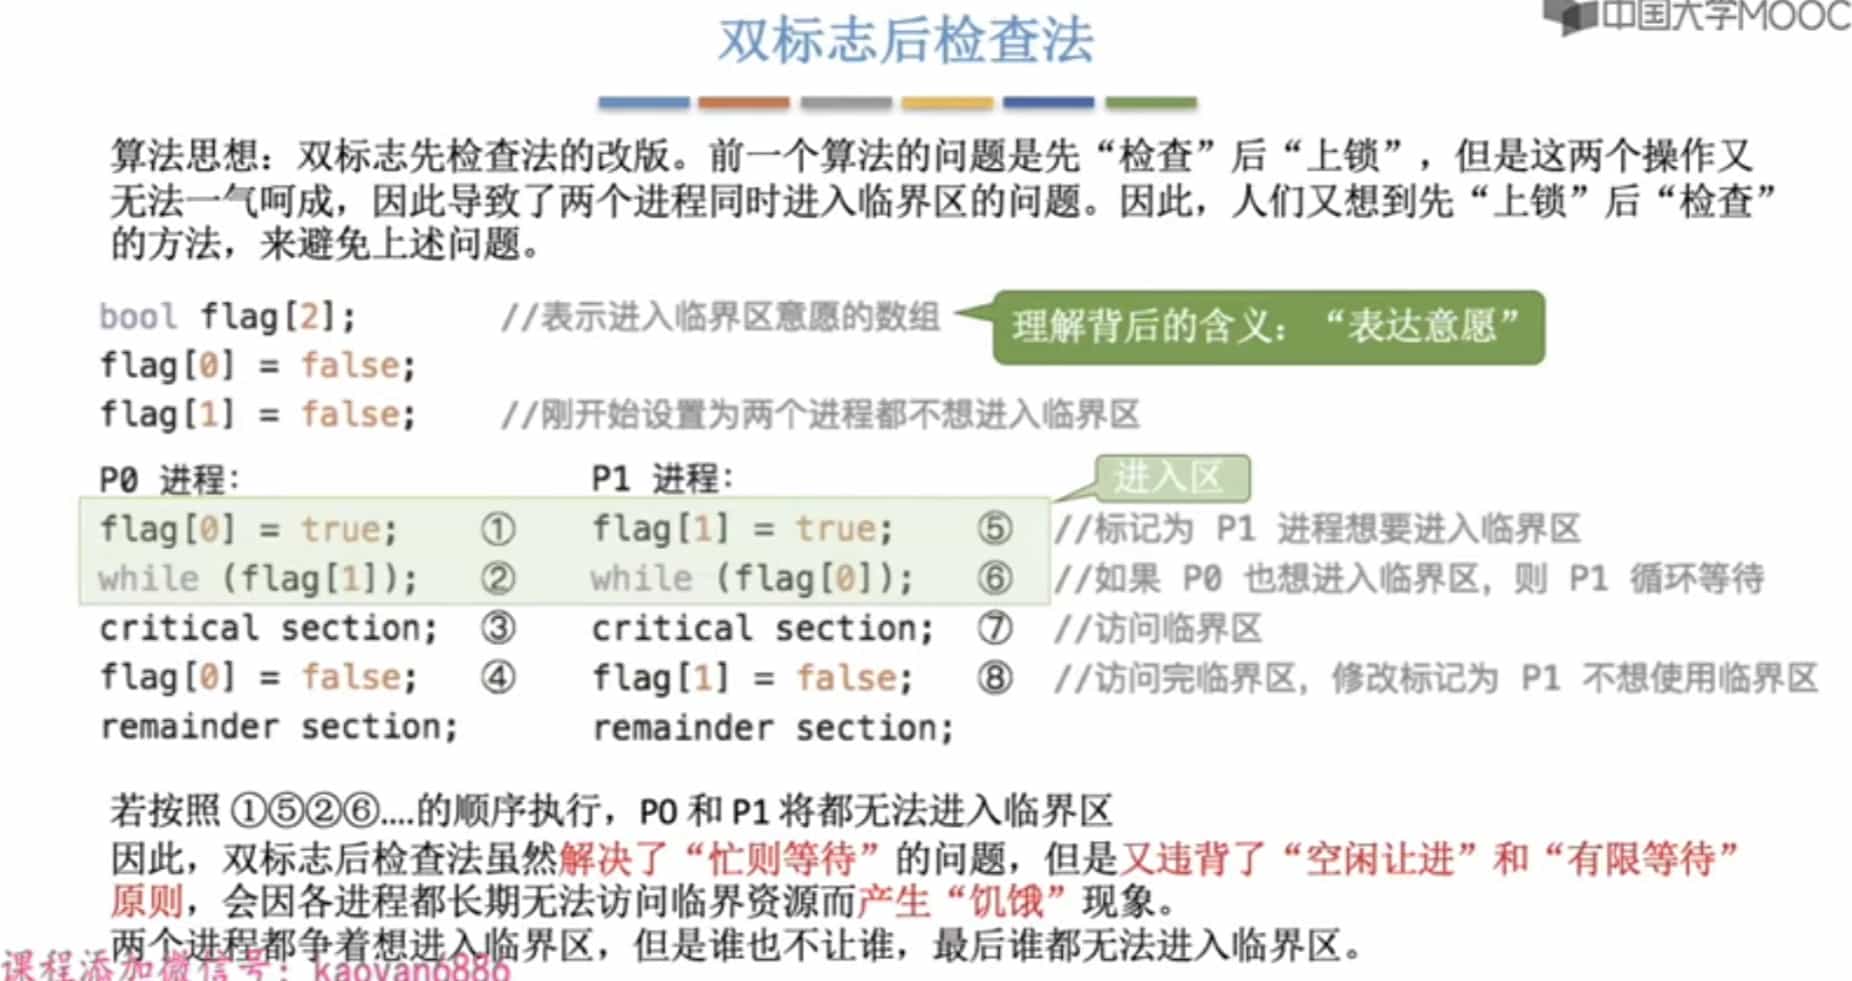 双标志后检查法
中国大学MOOC
算法思想：双标志先检查法的改版。前一个算法的问题是先“检查”后“上锁”，但是这两个操作又
无法一气呵成，因此导致了两个进程同时进入临界区的问题。因此，人们又想到先“上锁”后“检查”
的方法，来避免上述问题。
bool flag[2]; //表示进入临界区意愿的数组
理解背后的含义：“表达意愿”
flag[0] = false;
flag[1] = false; //刚开始设置为两个进程都不想进入临界区
P0 进程: P1 进程:
进入区
flag[0] = true; ① flag[1] = true; ⑤ //标记为 P1 进程想要进入临界区
while (flag[1]); ② while (flag[0]); ⑥ //如果 P0 也想进入临界区，则 P1 循环等待
critical section; ③ critical section; ⑦ //访问临界区
flag[0] = false; ④ flag[1] = false; ⑧ //访问完临界区，修改标记为 P1 不想使用临界区
remainder section; remainder section;
若按照 ①⑤②⑥....的顺序执行，P0 和 P1 将都无法进入临界区
因此，双标志后检查法虽然解决了“忙则等待”的问题，但是又违背了“空闲让进”和“有限等待”
原则，会因各进程都长期无法访问临界资源而产生“饥饿”现象。
两个进程都争着想进入临界区，但是谁也不让谁，最后谁都无法进入临界区。
课程添加微信号：kaoyan6886